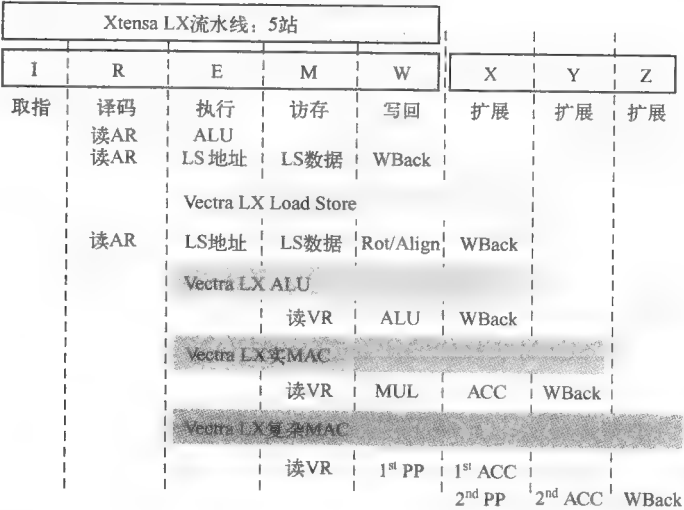 Xtensa LX流水线：5站
I R E M W X Y Z
取指 译码 执行 访存 写回 扩展 扩展 扩展
读AR ALU
读AR LS 地址 LS数据 WBack
Vectra LX Load Store
读AR LS地址 LS数据 Rot/Align WBack
Vectra LX ALU
读VR ALU WBack
Vectra LX实MAC
读VR MUL ACC WBack
Vectra LX复杂MAC
读VR 1st PP 1st ACC
2nd PP 2nd ACC WBack